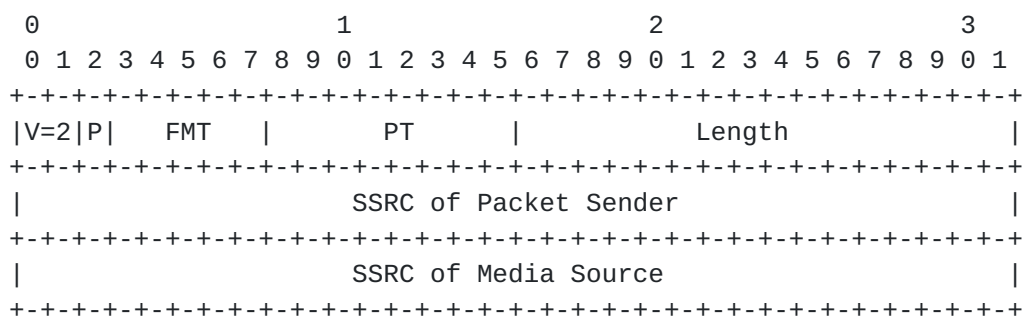 0                   1                   2                   3
 0 1 2 3 4 5 6 7 8 9 0 1 2 3 4 5 6 7 8 9 0 1 2 3 4 5 6 7 8 9 0 1
+-+-+-+-+-+-+-+-+-+-+-+-+-+-+-+-+-+-+-+-+-+-+-+-+-+-+-+-+-+-+-+-+
|V=2|P|   FMT   |       PT      |           Length              |
+-+-+-+-+-+-+-+-+-+-+-+-+-+-+-+-+-+-+-+-+-+-+-+-+-+-+-+-+-+-+-+-+
|                     SSRC of Packet Sender                     |
+-+-+-+-+-+-+-+-+-+-+-+-+-+-+-+-+-+-+-+-+-+-+-+-+-+-+-+-+-+-+-+-+
|                     SSRC of Media Source                      |
+-+-+-+-+-+-+-+-+-+-+-+-+-+-+-+-+-+-+-+-+-+-+-+-+-+-+-+-+-+-+-+-+